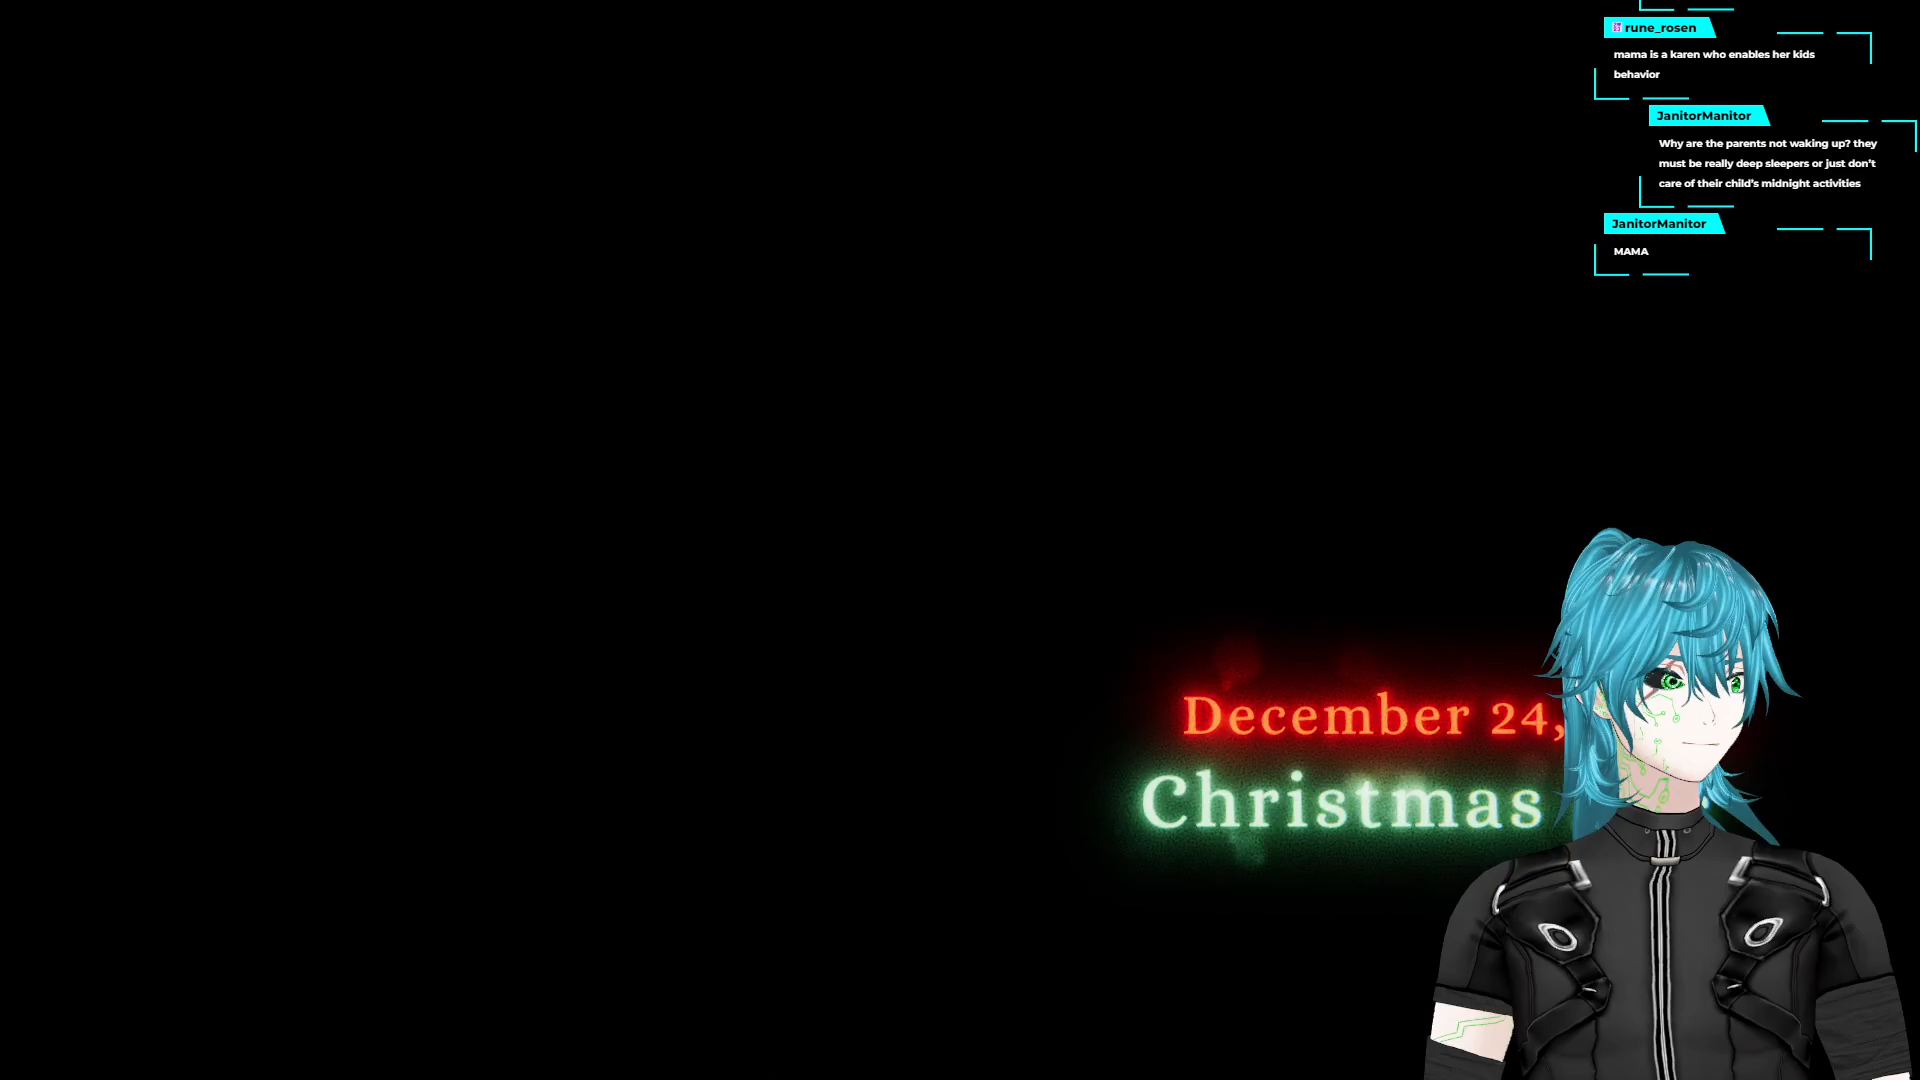 rune_rosen
mama is a karen who enables her kids
behavior
JanitorManitor
Why are the parents not waking up? they
must be really deep sleepers or just don't
care of their child's midnight activities
JanitorManitor
MAMA
December 24,
Christmas